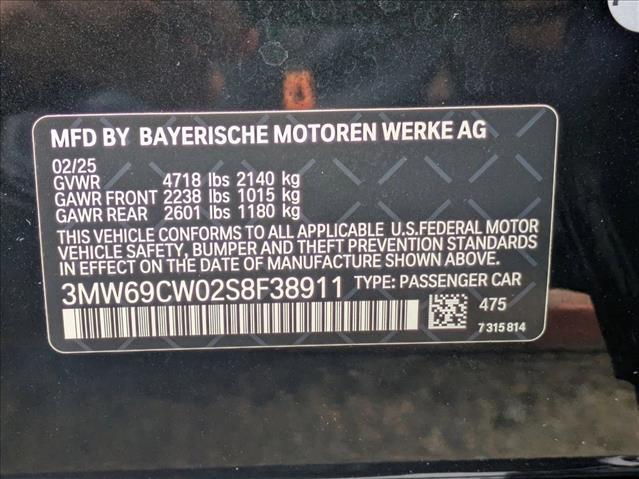 MFD BY BAYERISCHE MOTOREN WERKE AG
02/25
GVWR 4718 lbs 2140 kg
GAWR FRONT 2238 lbs 1015 kg
GAWR REAR 2601 lbs 1180 kg
THIS VEHICLE CONFORMS TO ALL APPLICABLE U.S.FEDERAL MOTOR
VEHICLE SAFETY, BUMPER AND THEFT PREVENTION STANDARDS
IN EFFECT ON THE DATE OF MANUFACTURE SHOWN ABOVE.
3MW69CW02S8F38911 TYPE: PASSENGER CAR
475
7 315 814